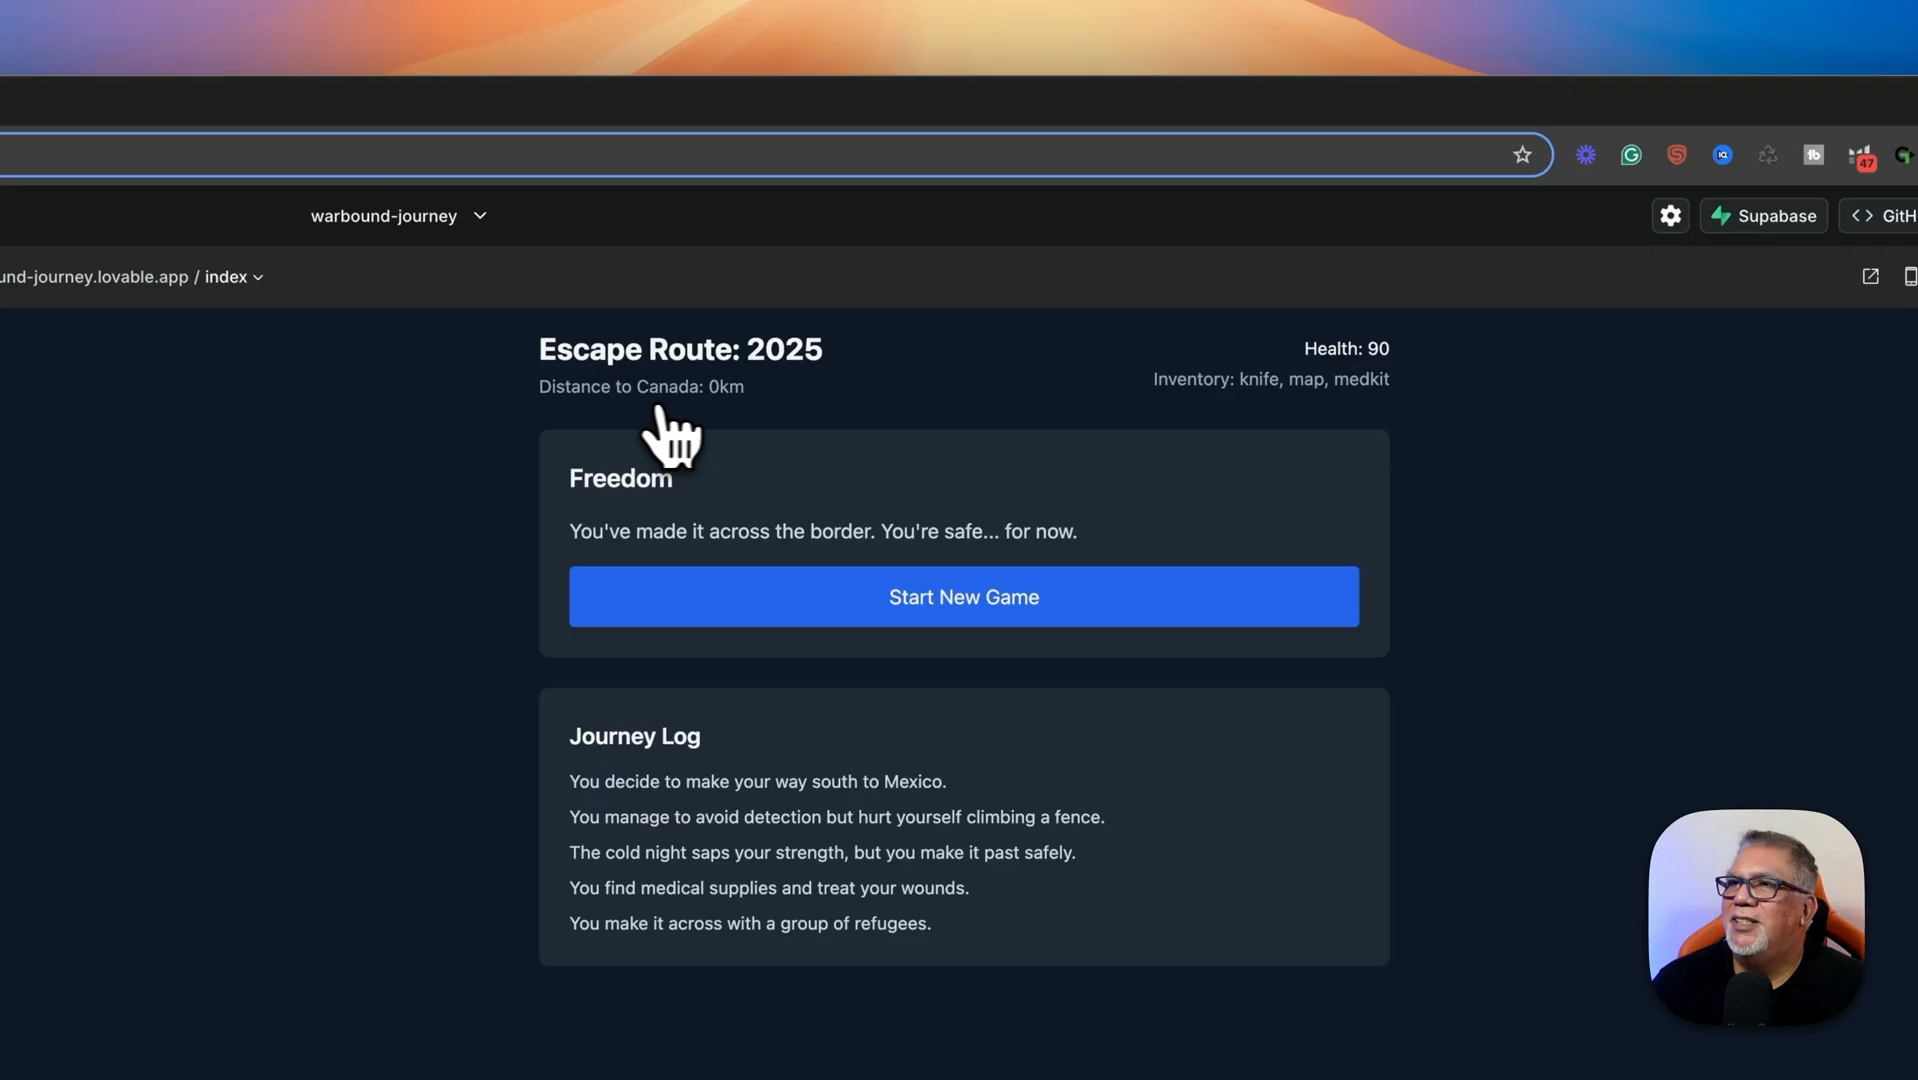 47
warbound-journey
Supabase
<> GitH
und-journey.lovable.app / index
Escape Route: 2025
Health: 90
Distance to Canada: 0km
Inventory: knife, map, medkit
Freedom
You've made it across the border. You're safe... for now.
Start New Game
Journey Log
You decide to make your way south to Mexico.
You manage to avoid detection but hurt yourself climbing a fence.
The cold night saps your strength, but you make it past safely.
You find medical supplies and treat your wounds.
You make it across with a group of refugees.